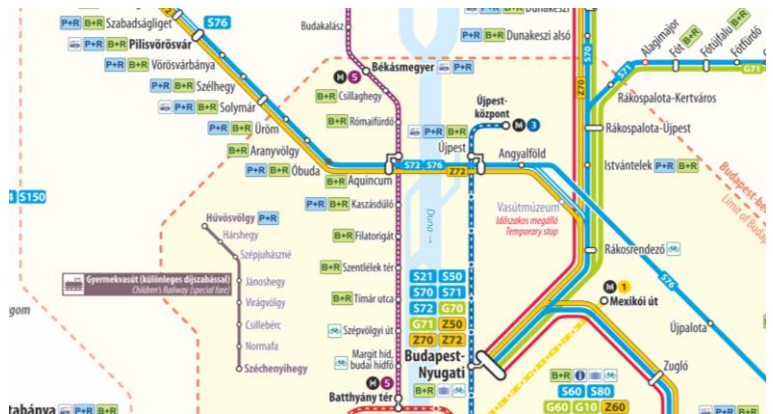 P+R B+R Szabadságliget
S76
P+R B+R Pilisvörösvár
P+R B+R Vörösvárbánya
P+R B+R Szélhegy
P+R B+R Solymár
P+R B+R Üröm
B+R Aranyvölgy
P+R B+R Óbuda
S150
Budakalász
Békásmegyer P+R
H 5
B+R Csillaghegy
B+R Rómaifürdő
B+R Aquincum
P+R B+R Kaszásdűlő
B+R Filatorigát
B+R Szentlélek tér
B+R Tímár utca
Szépvölgyi út
Margit híd,
budai hídfő
H 5
Batthyány tér
Újpest-
központ
M 3
P+R B+R
Újpest
S72 S76
Z72
Angyalföld
Duna →
Vasútmúzeum
Időszakos megálló
Temporary stop
Dunakeszi
P+R B+R Dunakeszi alsó
S70
Z70
S71
G71
Alagimajor
Fót B+R
Fótújfalu B+R
Fótfürdő
Rákospalota-Kertváros
Rákospalota-Újpest
Istvántelek P+R B+R
Rákosrendező
M 1
Mexikói út
S76
Újpalota
Zugló
Limit of Budap
Hűvösvölgy P+R
Hárshegy
Szépjuhászné
Jánoshegy
Virágvölgy
Csillebérc
Normafa
Széchenyihegy
Gyermekvasút (különleges díjszabással)
Children's Railway (special fare)
S21 S50
S70 S71
S72 G70
G71 Z50
Z70 Z72
Budapest-
Nyugati
B+R
B+R
S60 S80
G60 G10 Z60
P+R B+R